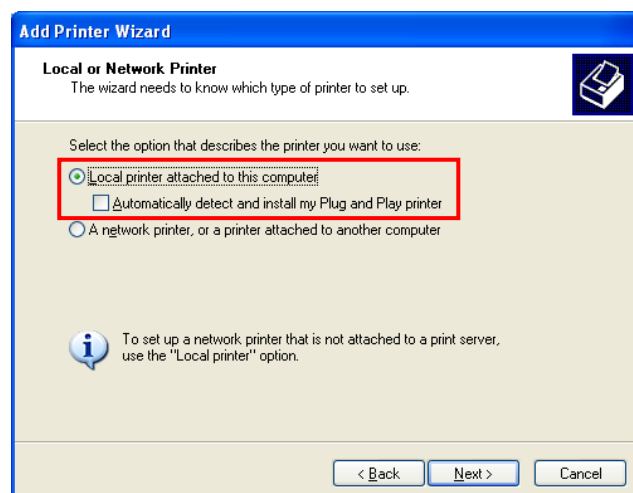 Add Printer Wizard
Local or Network Printer
The wizard needs to know which type of printer to set up.
Select the option that describes the printer you want to use:
Local printer attached to this computer
Automatically detect and install my Plug and Play printer
A network printer, or a printer attached to another computer
To set up a network printer that is not attached to a print server,
use the "Local printer" option.
< Back
Next >
Cancel